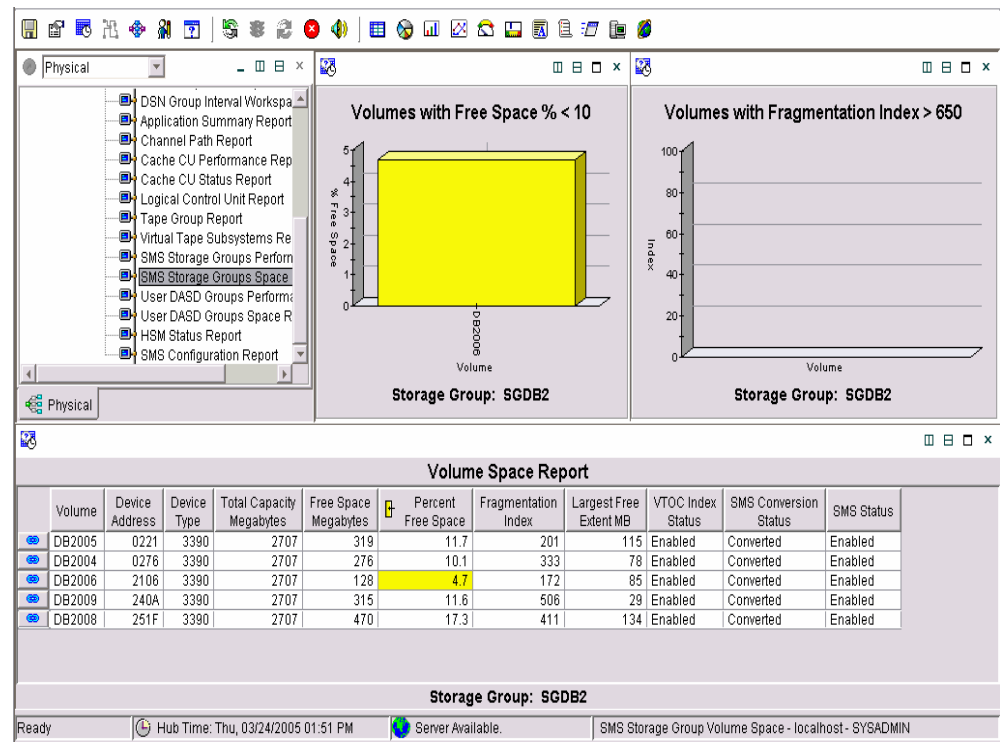 Physical
DSN Group Interval Workspa
Application Summary Report
Channel Path Report
Cache CU Performance Rep
Cache CU Status Report
Logical Control Unit Report
Tape Group Report
Virtual Tape Subsystems Re
SMS Storage Groups Perforn
SMS Storage Groups Space
User DASD Groups Performa
User DASD Groups Space R
HSM Status Report
SMS Configuration Report
Physical
Volumes with Free Space % < 10
5
4
3
2
1
0
% Free Space
DB2006
Volume
Storage Group: SGDB2
Volumes with Fragmentation Index > 650
100
80
60
40
20
0
Index
Volume
Storage Group: SGDB2
Volume Space Report
Volume Device Address Device Type Total Capacity Megabytes Free Space Megabytes Percent Free Space Fragmentation Index Largest Free Extent MB VTOC Index Status SMS Conversion Status SMS Status
DB2005 0221 3390 2707 319 11.7 201 115 Enabled Converted Enabled
DB2004 0276 3390 2707 276 10.1 333 78 Enabled Converted Enabled
DB2006 2106 3390 2707 128 4.7 172 85 Enabled Converted Enabled
DB2009 240A 3390 2707 315 11.6 506 29 Enabled Converted Enabled
DB2008 251F 3390 2707 470 17.3 411 134 Enabled Converted Enabled
Storage Group: SGDB2
Ready Hub Time: Thu, 03/24/2005 01:51 PM Server Available. SMS Storage Group Volume Space - localhost - SYSADMIN